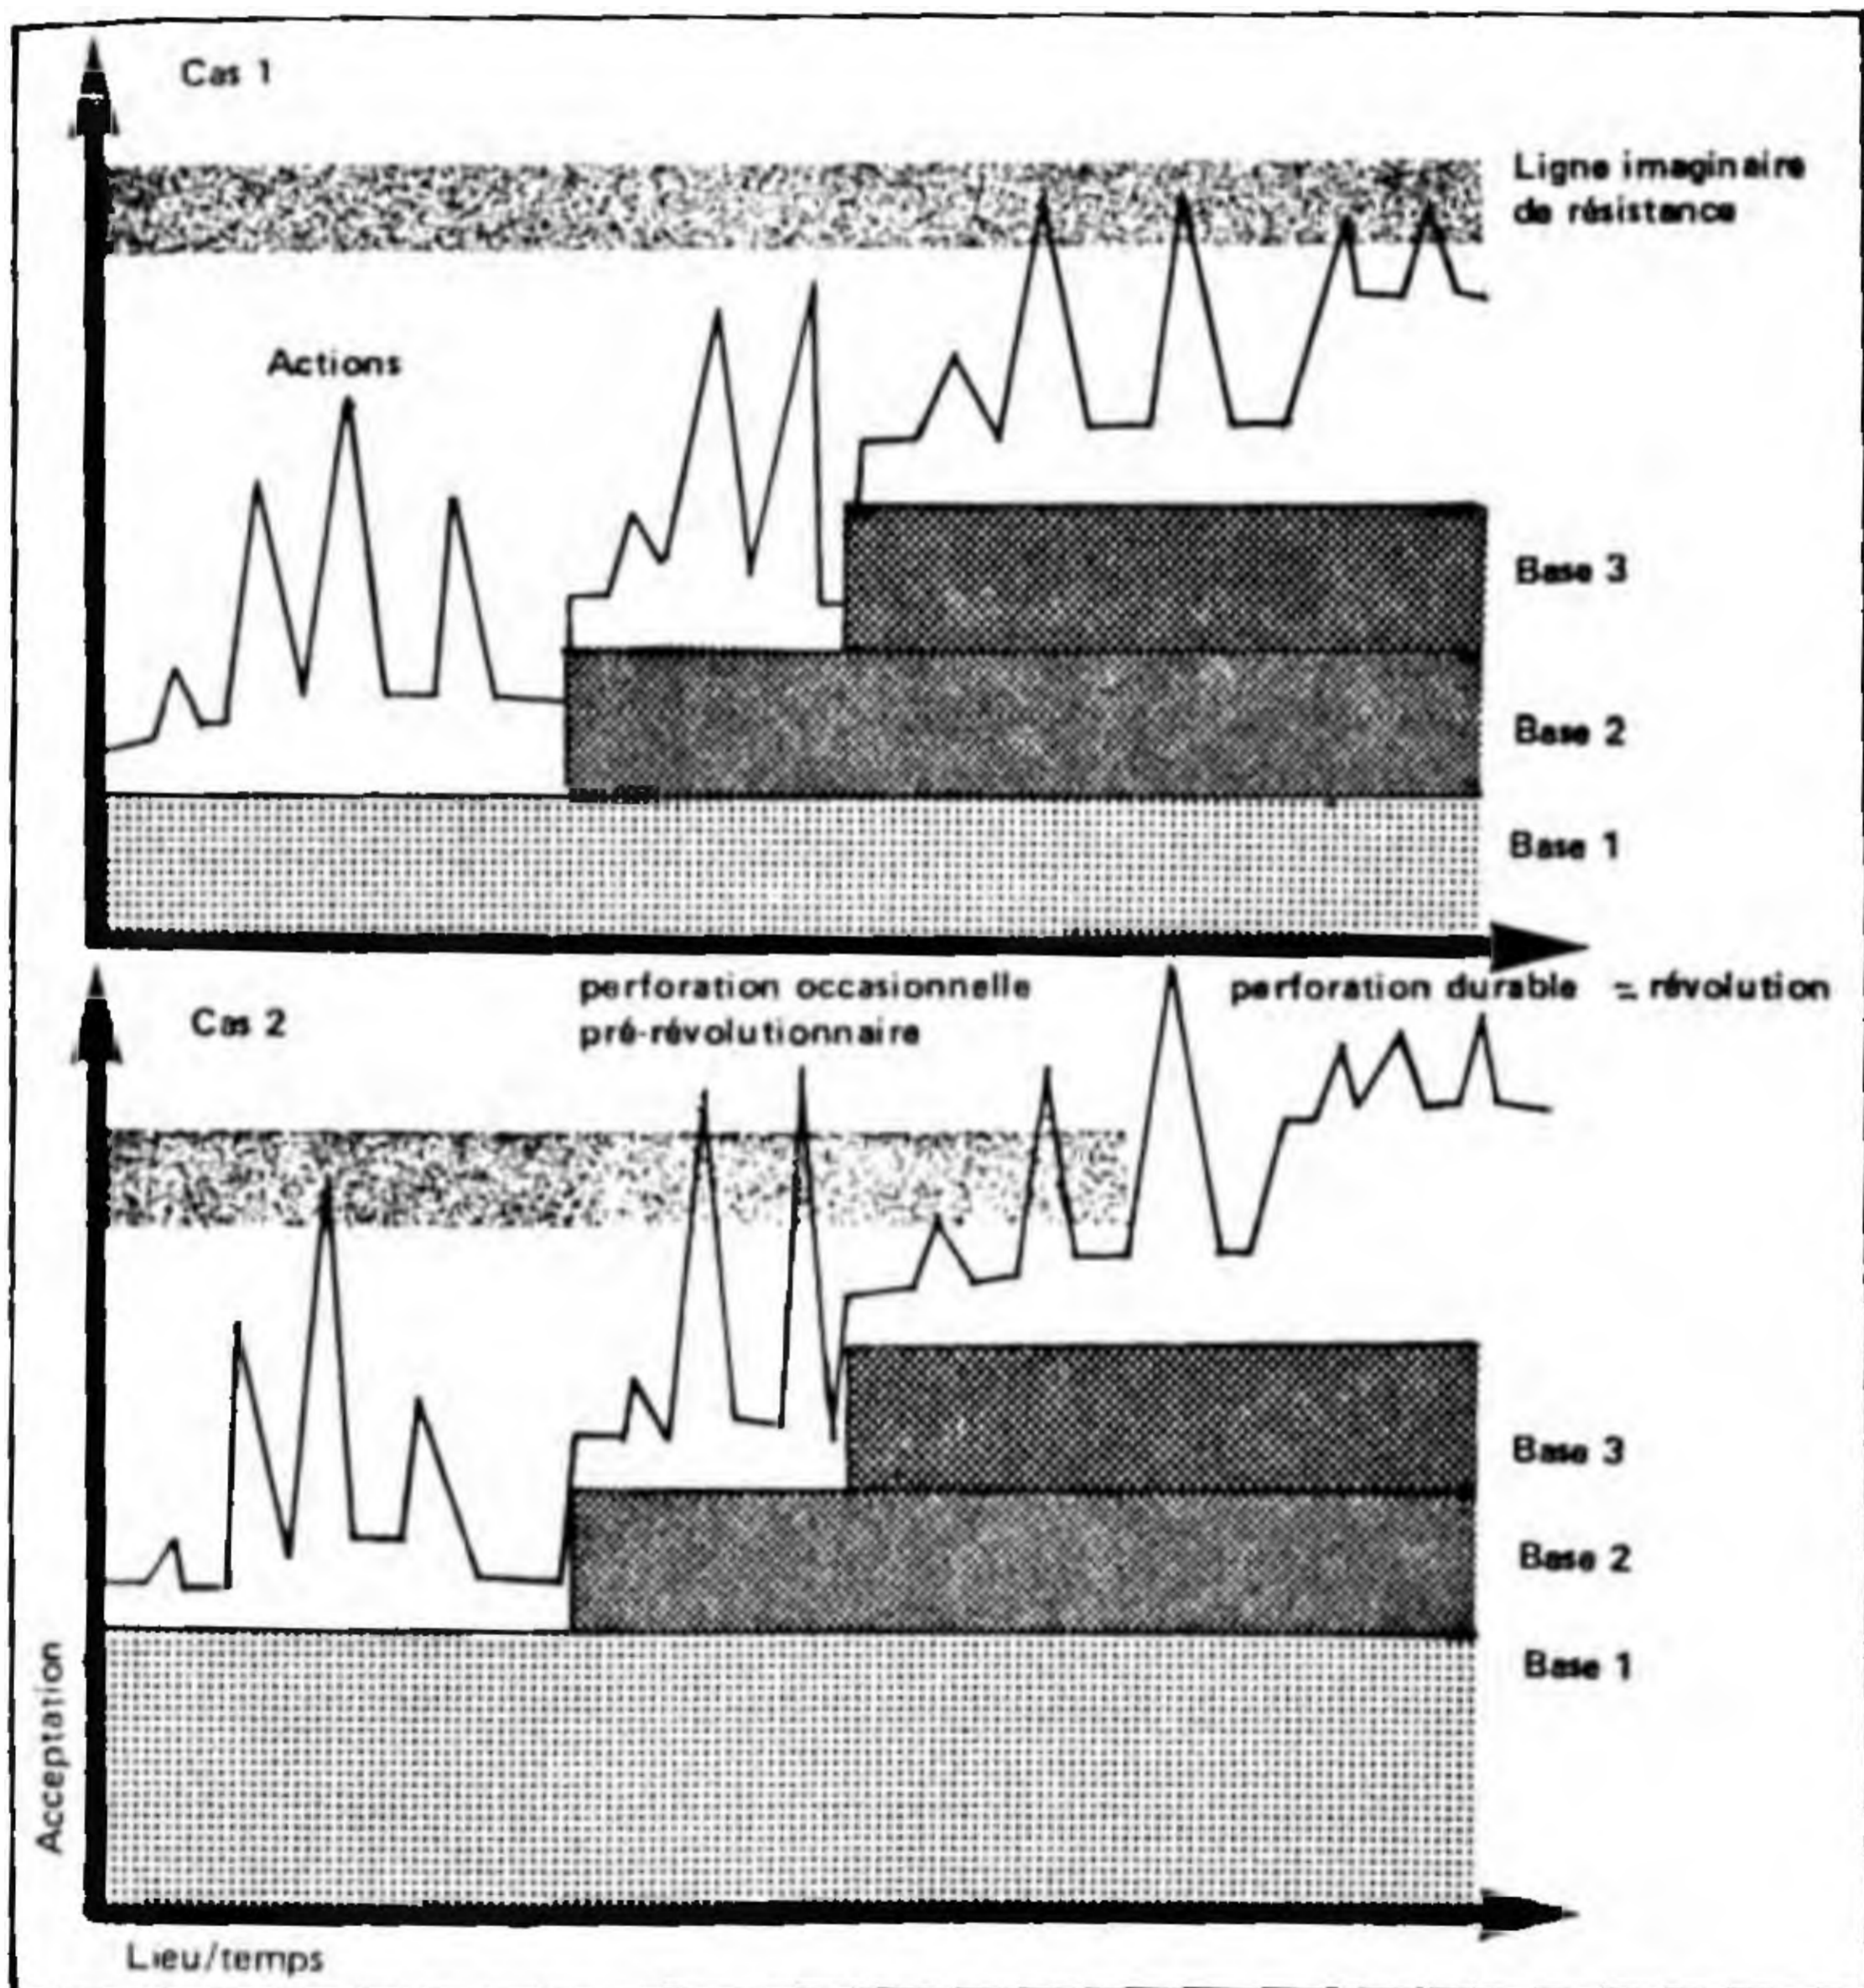 Cas 1
Ligne imaginaire
de résistance
Actions
Base 3
Base 2
Base 1
perforation occasionnelle
pré-révolutionnaire
perforation durable = révolution
Cas 2
Base 3
Base 2
Base 1
Acceptation
Lieu/temps